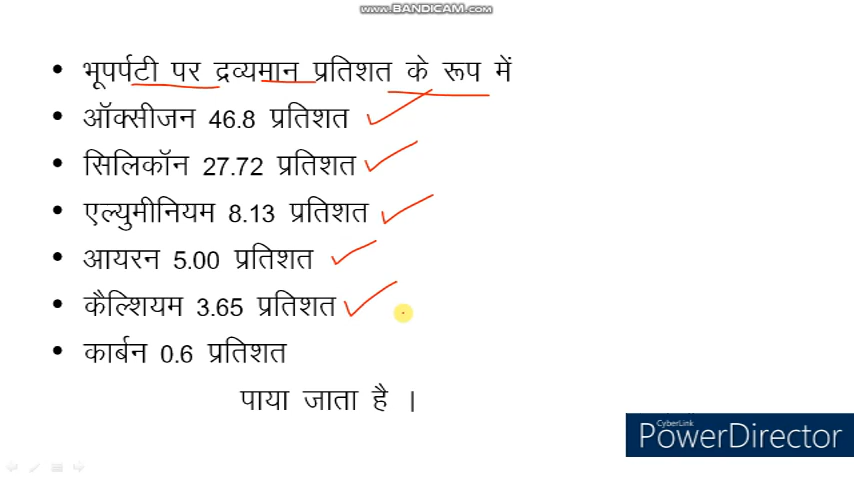 www.BANDICAM.com
• भूपर्पटी पर द्रव्यमान प्रतिशत के रूप में
• ऑक्सीजन 46.8 प्रतिशत
• सिलिकॉन 27.72 प्रतिशत
• एल्युमीनियम 8.13 प्रतिशत
• आयरन 5.00 प्रतिशत
• कैल्शियम 3.65 प्रतिशत
• कार्बन 0.6 प्रतिशत
पाया जाता है ।
CyberLink
PowerDirector